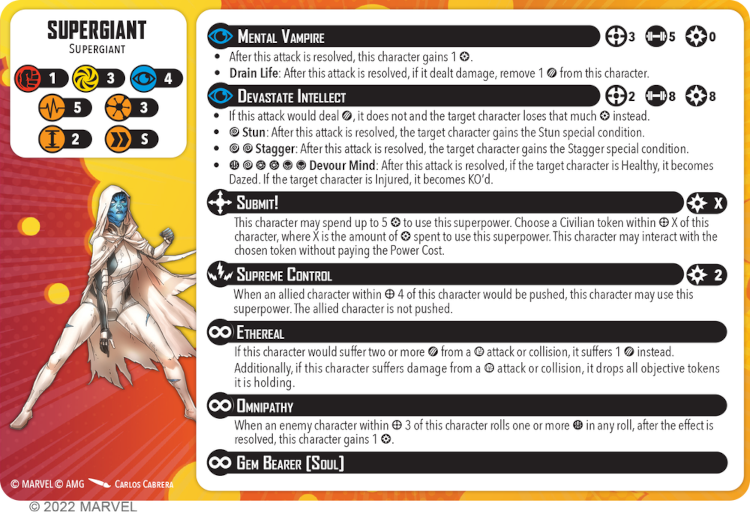 SUPERGIANT
SUPERGIANT
1 3 4
5 3
2 S
MENTAL VAMPIRE 3 5 0
• After this attack is resolved, this character gains 1 .
• Drain Life: After this attack is resolved, if it dealt damage, remove 1 from this character.
DEVASTATE INTELLECT 2 8 8
• If this attack would deal , it does not and the target character loses that much instead.
• Stun: After this attack is resolved, the target character gains the Stun special condition.
• Stagger: After this attack is resolved, the target character gains the Stagger special condition.
• Devour Mind: After this attack is resolved, if the target character is Healthy, it becomes
Dazed. If the target character is Injured, it becomes KO'd.
SUBMIT! X
This character may spend up to 5 to use this superpower. Choose a Civilian token within X of
this character, where X is the amount of spent to use this superpower. This character may interact with the
chosen token without paying the Power Cost.
SUPREME CONTROL 2
When an allied character within 4 of this character would be pushed, this character may use this
superpower. The allied character is not pushed.
ETHEREAL
If this character would suffer two or more from a attack or collision, it suffers 1 instead.
Additionally, if this character suffers damage from a attack or collision, it drops all objective tokens
it is holding.
OMNIPATHY
When an enemy character within 3 of this character rolls one or more in any roll, after the effect is
resolved, this character gains 1 .
GEM BEARER [SOUL]
© MARVEL © AMG CARLOS CABRERA
© 2022 MARVEL